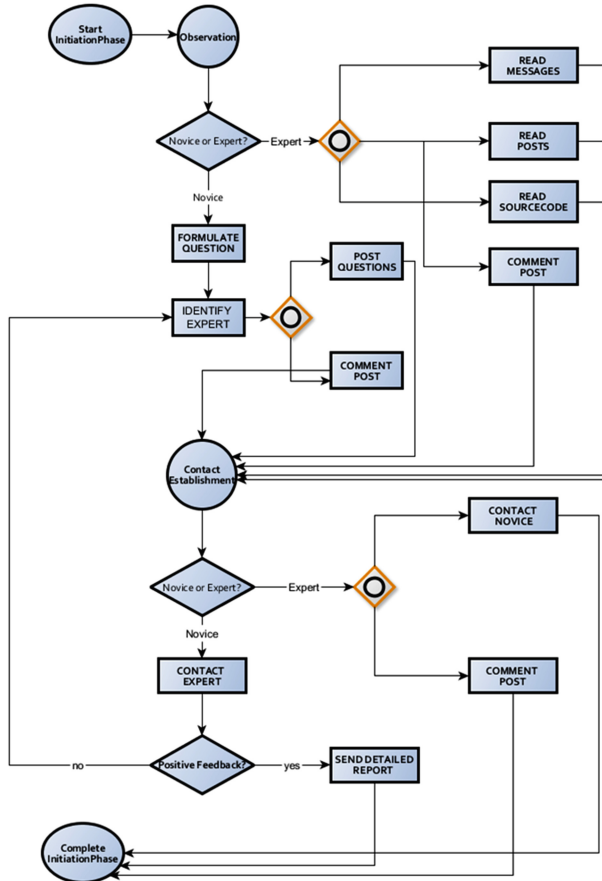 Start
InitiationPhase
Observation
READ
MESSAGES
Novice or Expert?
Expert
READ
POSTS
Novice
READ
SOURCECODE
FORMULATE
QUESTION
POST
QUESTIONS
COMMENT
POST
IDENTIFY
EXPERT
COMMENT
POST
Contact
Establishment
CONTACT
NOVICE
Novice or Expert?
Expert
Novice
CONTACT
EXPERT
COMMENT
POST
no
Positive Feedback?
yes
SEND DETAILED
REPORT
Complete
InitiationPhase